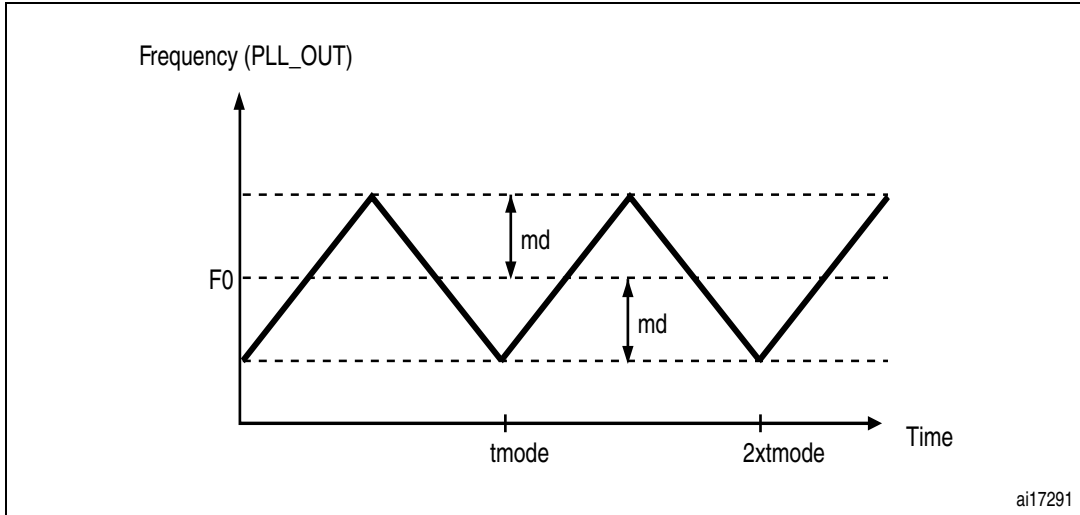 Frequency (PLL_OUT)
md
F0
md
tmode
2xtmode
Time
ai17291